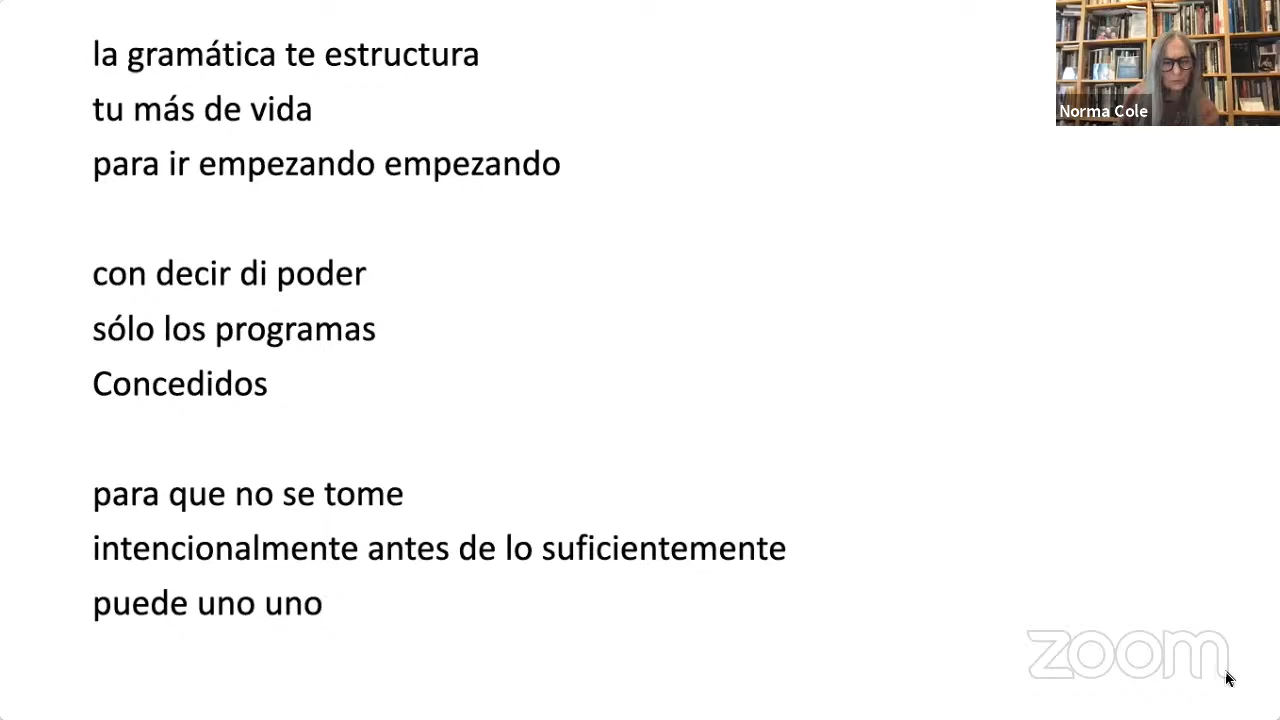 la gramática te estructura
tu más de vida
para ir empezando empezando
con decir di poder
sólo los programas
Concedidos
para que no se tome
intencionalmente antes de lo suficientemente
puede uno uno
Norma Cole
zoom